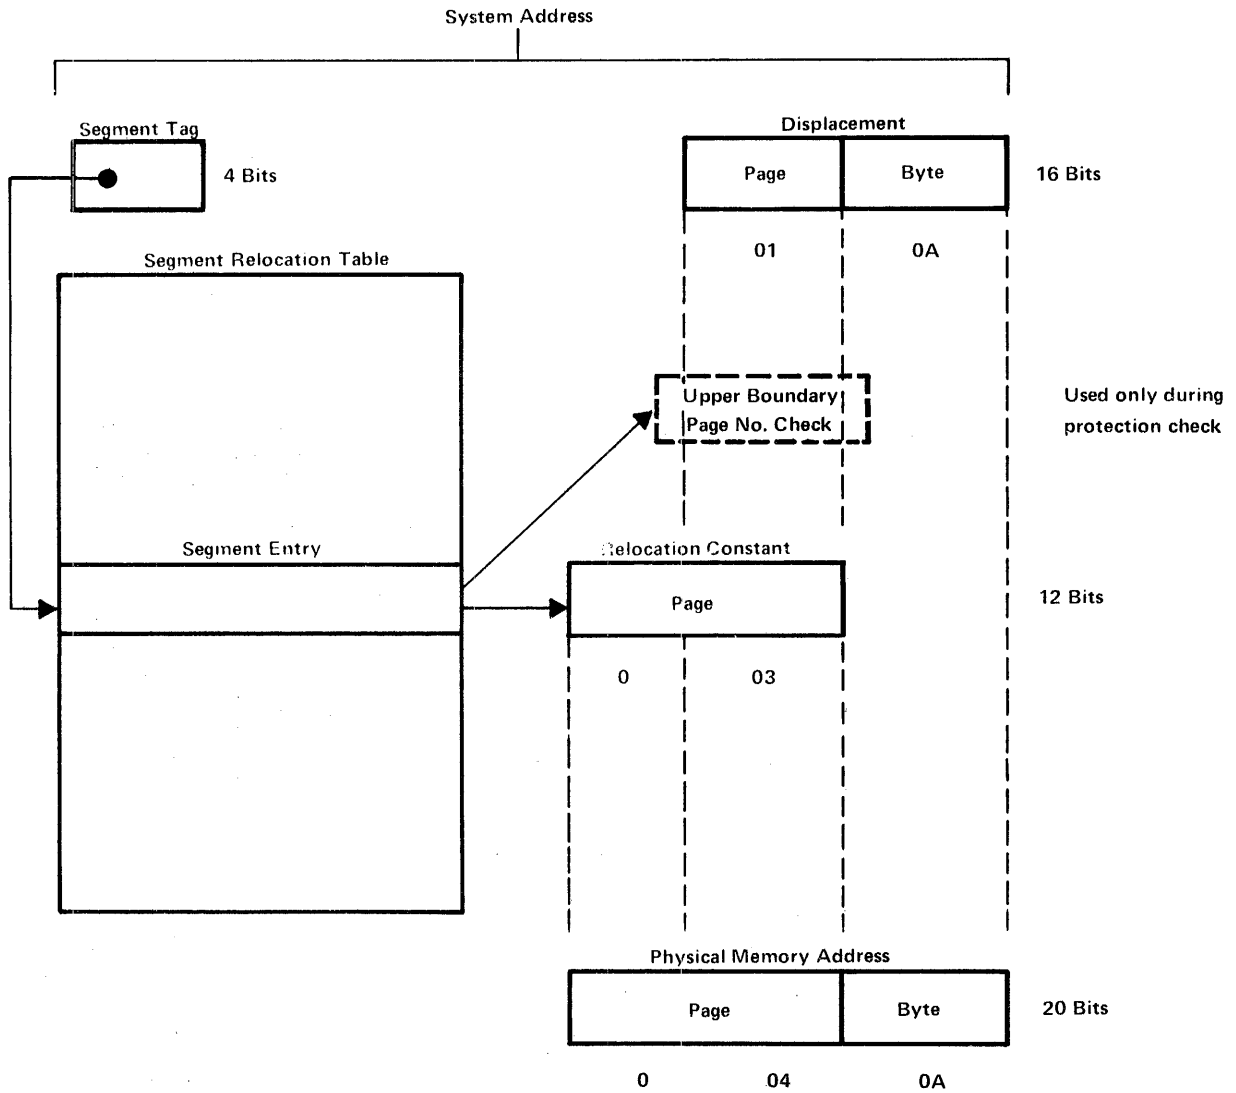 System Address
Segment Tag
4 Bits
Displacement
Page
Byte
16 Bits
01
0A
Segment Relocation Table
Upper Boundary
Page No. Check
Used only during
protection check
Segment Entry
Relocation Constant
Page
12 Bits
0
03
Physical Memory Address
Page
Byte
20 Bits
0
04
0A